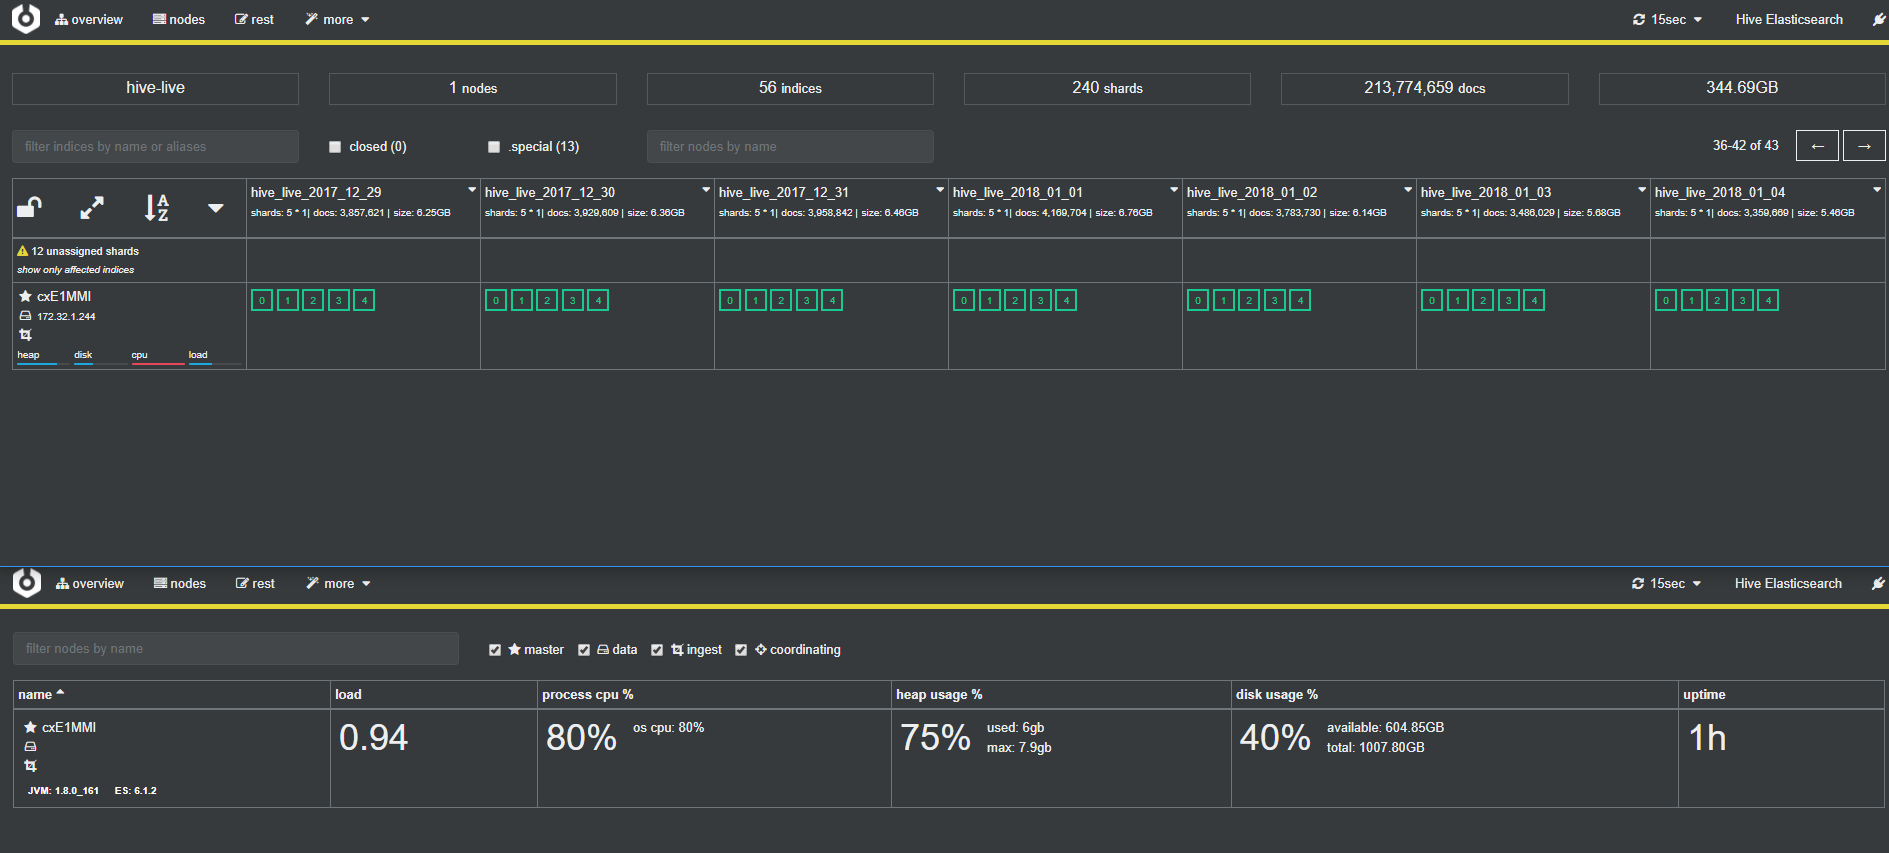 overview nodes rest more 15sec Hive Elasticsearch
hive-live 1 nodes 56 indices 240 shards 213,774,659 docs 344.69GB
filter indices by name or aliases closed (0) .special (13) filter nodes by name 36-42 of 43 ← →
A Z hive_live_2017_12_29 hive_live_2017_12_30 hive_live_2017_12_31 hive_live_2018_01_01 hive_live_2018_01_02 hive_live_2018_01_03 hive_live_2018_01_04
shards: 5 * 1| docs: 3,857,621 | size: 6.25GB shards: 5 * 1| docs: 3,929,609 | size: 6.36GB shards: 5 * 1| docs: 3,958,842 | size: 6.46GB shards: 5 * 1| docs: 4,169,704 | size: 6.76GB shards: 5 * 1| docs: 3,783,730 | size: 6.14GB shards: 5 * 1| docs: 3,486,029 | size: 5.68GB shards: 5 * 1| docs: 3,359,669 | size: 5.46GB
12 unassigned shards
show only affected indices
cxE1MMI 0 1 2 3 4 0 1 2 3 4 0 1 2 3 4 0 1 2 3 4 0 1 2 3 4 0 1 2 3 4 0 1 2 3 4
172.32.1.244
heap disk cpu load
overview nodes rest more 15sec Hive Elasticsearch
filter nodes by name master data ingest coordinating
name load process cpu % heap usage % disk usage % uptime
cxE1MMI 0.94 80% os cpu: 80% 75% used: 6gb 40% available: 604.85GB 1h
max: 7.9gb total: 1007.80GB
JVM: 1.8.0_161 ES: 6.1.2